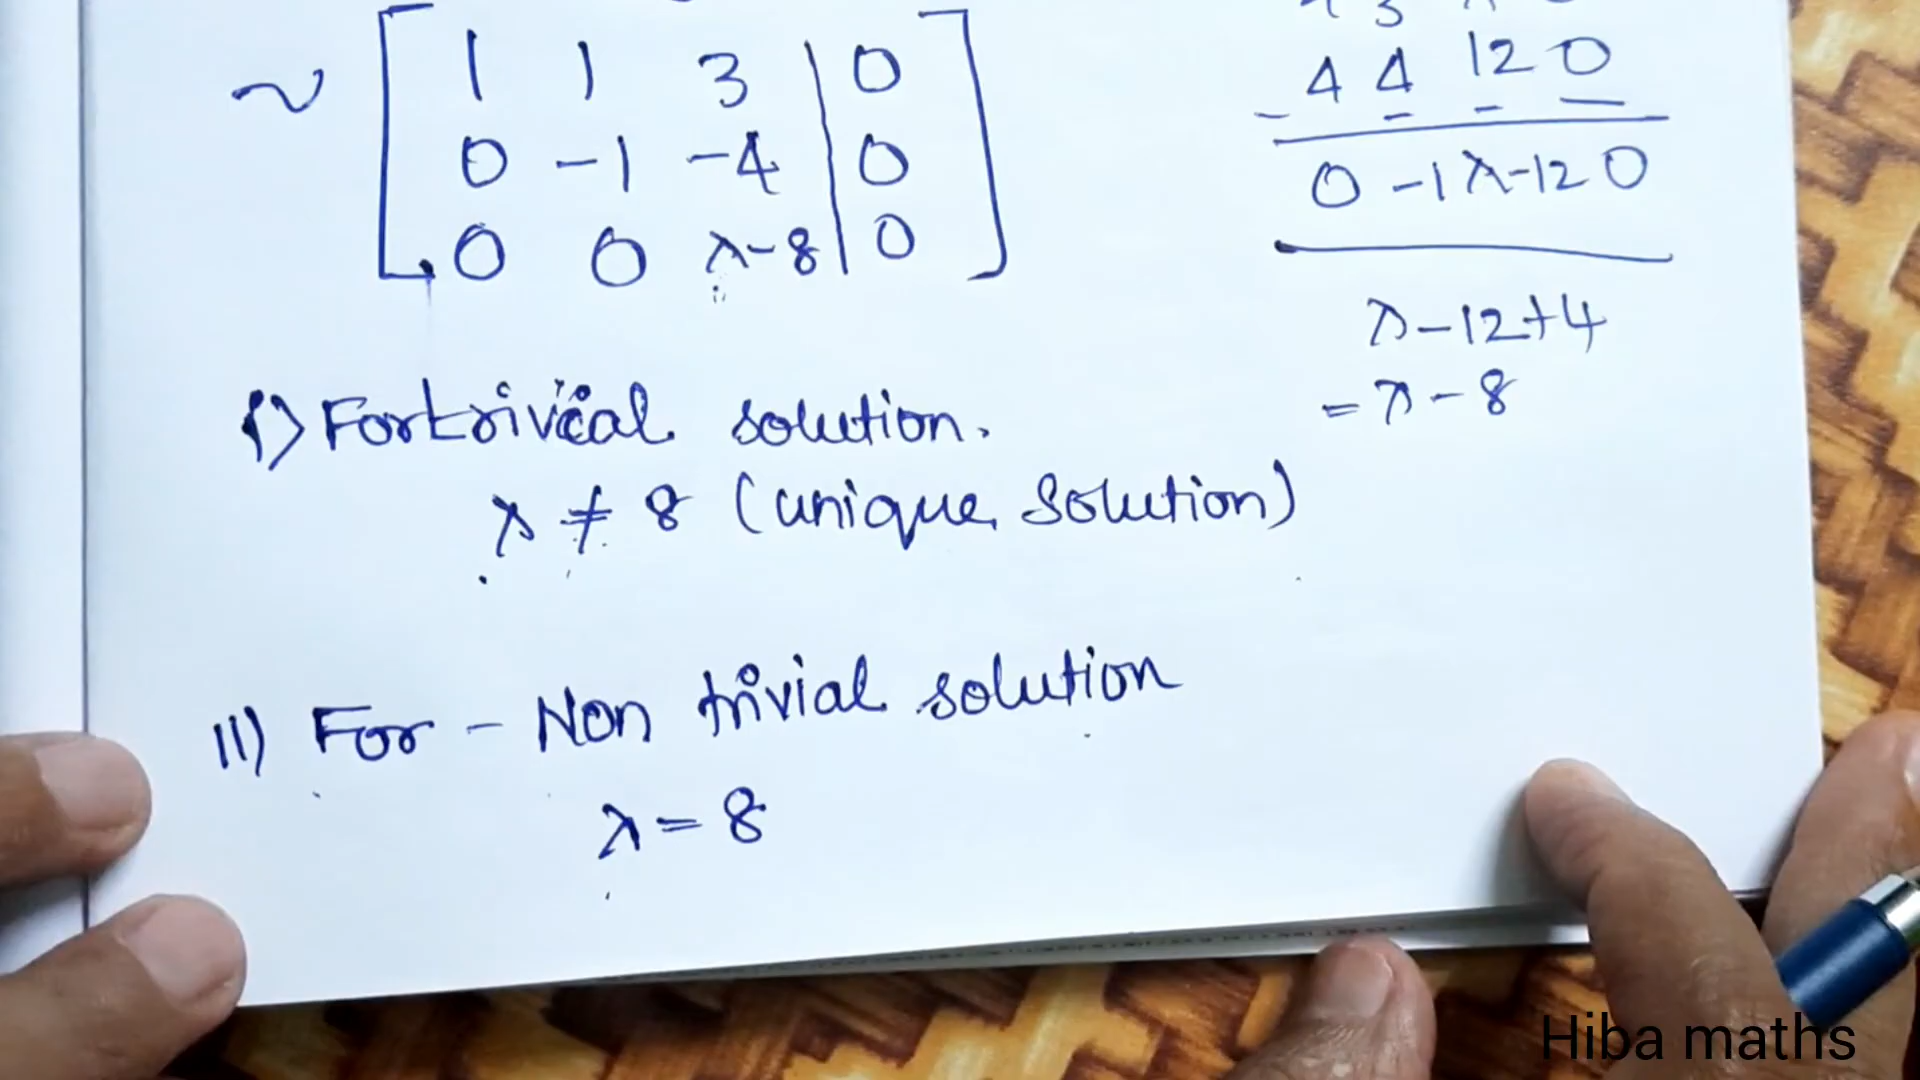 ~ [ 1 1 3 | 0
0 -1 -4 | 0
0 0 λ-8 | 0 ]
4 4 12 0
- - - -
0 -1 λ-12 0
λ-12+4
= λ-8
i) For trivial solution.
λ ≠ 8 (unique solution)
ii) For - Non trivial solution
λ = 8
Hiba maths